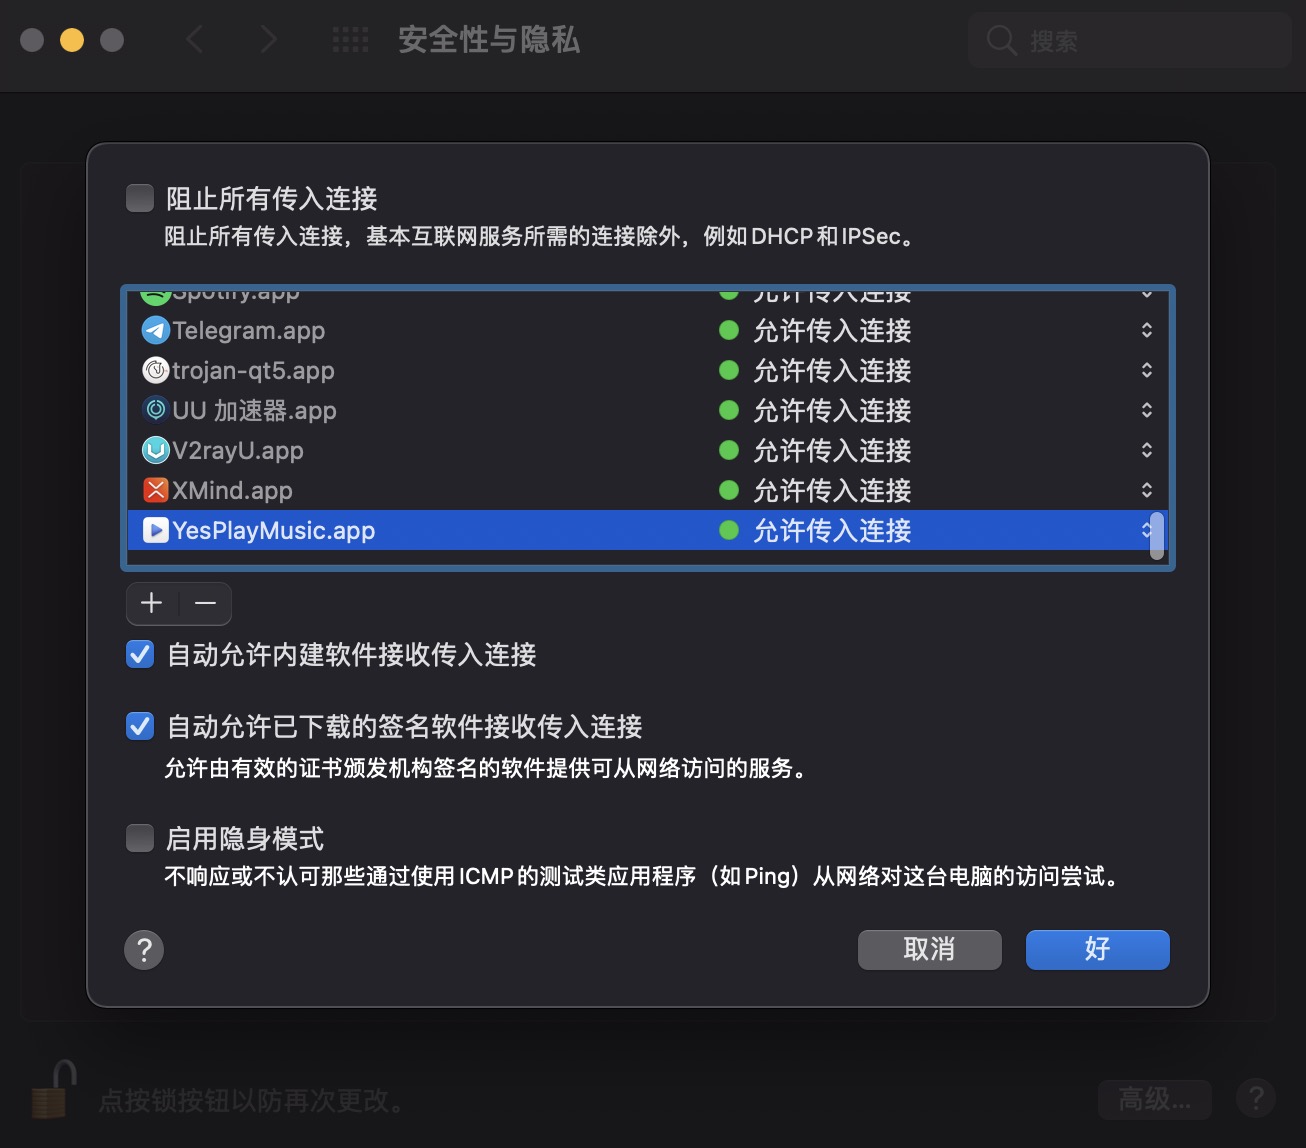 安全性与隐私
搜索
阻止所有传入连接
阻止所有传入连接，基本互联网服务所需的连接除外，例如DHCP和IPSec。
Spotify.app 允许传入连接
Telegram.app 允许传入连接
trojan-qt5.app 允许传入连接
UU 加速器.app 允许传入连接
V2rayU.app 允许传入连接
XMind.app 允许传入连接
YesPlayMusic.app 允许传入连接
自动允许内建软件接收传入连接
自动允许已下载的签名软件接收传入连接
允许由有效的证书颁发机构签名的软件提供可从网络访问的服务。
启用隐身模式
不响应或不认可那些通过使用ICMP的测试类应用程序（如Ping）从网络对这台电脑的访问尝试。
?
取消
好
点按锁按钮以防再次更改。
高级...
?